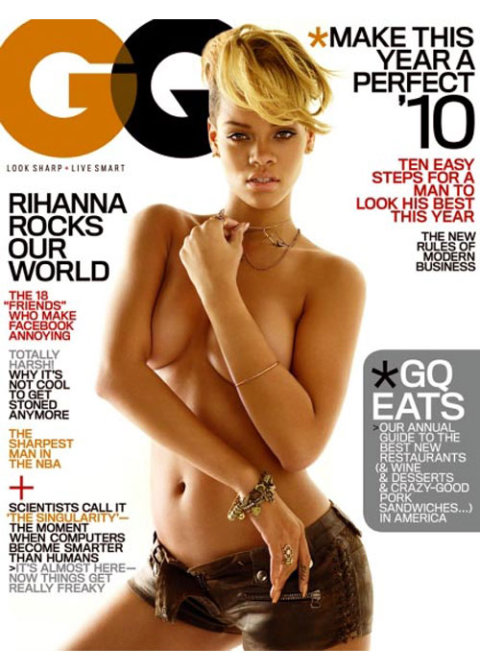 GQ
LOOK SHARP + LIVE SMART
*MAKE THIS
YEAR A
PERFECT
'10
TEN EASY
STEPS FOR A
MAN TO
LOOK HIS BEST
THIS YEAR
THE NEW
RULES OF
MODERN
BUSINESS
RIHANNA
ROCKS
OUR
WORLD
THE 18
"FRIENDS"
WHO MAKE
FACEBOOK
ANNOYING
TOTALLY
HARSH!
WHY IT'S
NOT COOL
TO GET
STONED
ANYMORE
THE
SHARPEST
MAN IN
THE NBA
+
SCIENTISTS CALL IT
'THE SINGULARITY'—
THE MOMENT
WHEN COMPUTERS
BECOME SMARTER
THAN HUMANS
>IT'S ALMOST HERE—
NOW THINGS GET
REALLY FREAKY
*GQ
EATS
>OUR ANNUAL
GUIDE TO THE
BEST NEW
RESTAURANTS
(& WINE
& DESSERTS
& CRAZY-GOOD
PORK
SANDWICHES...)
IN AMERICA